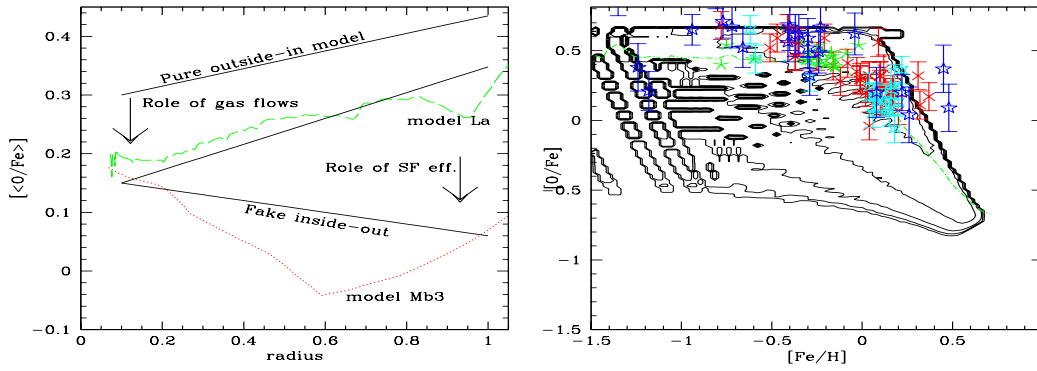 0.4
0.3
0.2
0.1
0
−0.1
[<O/Fe>]
Pure outside-in model
Role of gas flows
model La
Role of SF eff.
Fake inside-out
model Mb3
0 0.2 0.4 0.6 0.8 1
radius
0.5
0
−0.5
−1
−1.5
[O/Fe]
−1.5 −1 −0.5 0 0.5
[Fe/H]